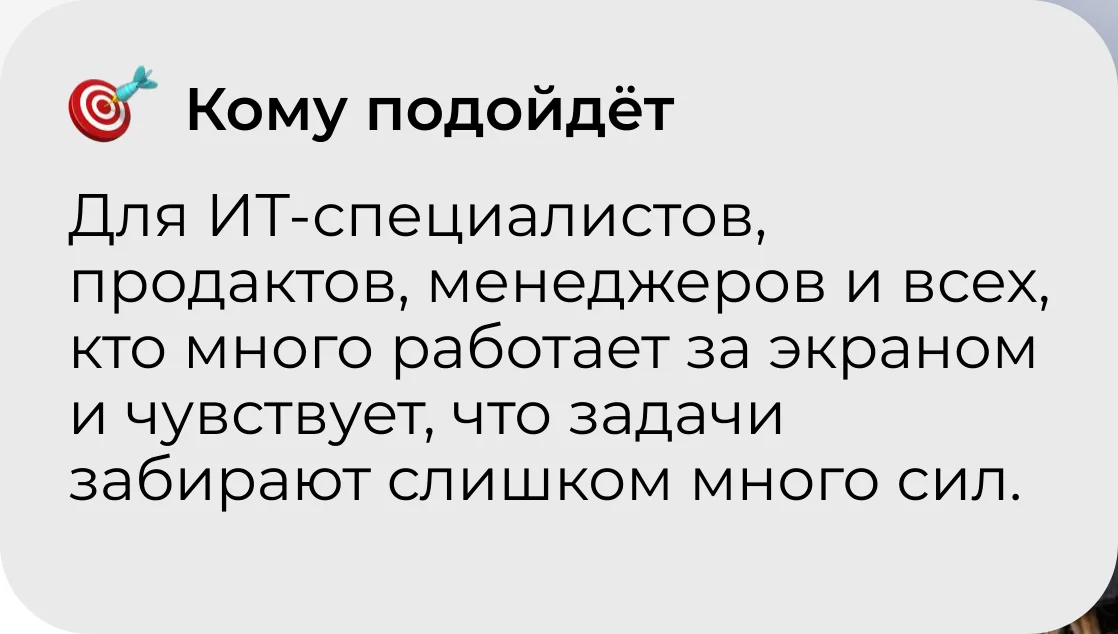 Кому подойдёт
Для ИТ-специалистов,
продактов, менеджеров и всех,
кто много работает за экраном
и чувствует, что задачи
забирают слишком много сил.